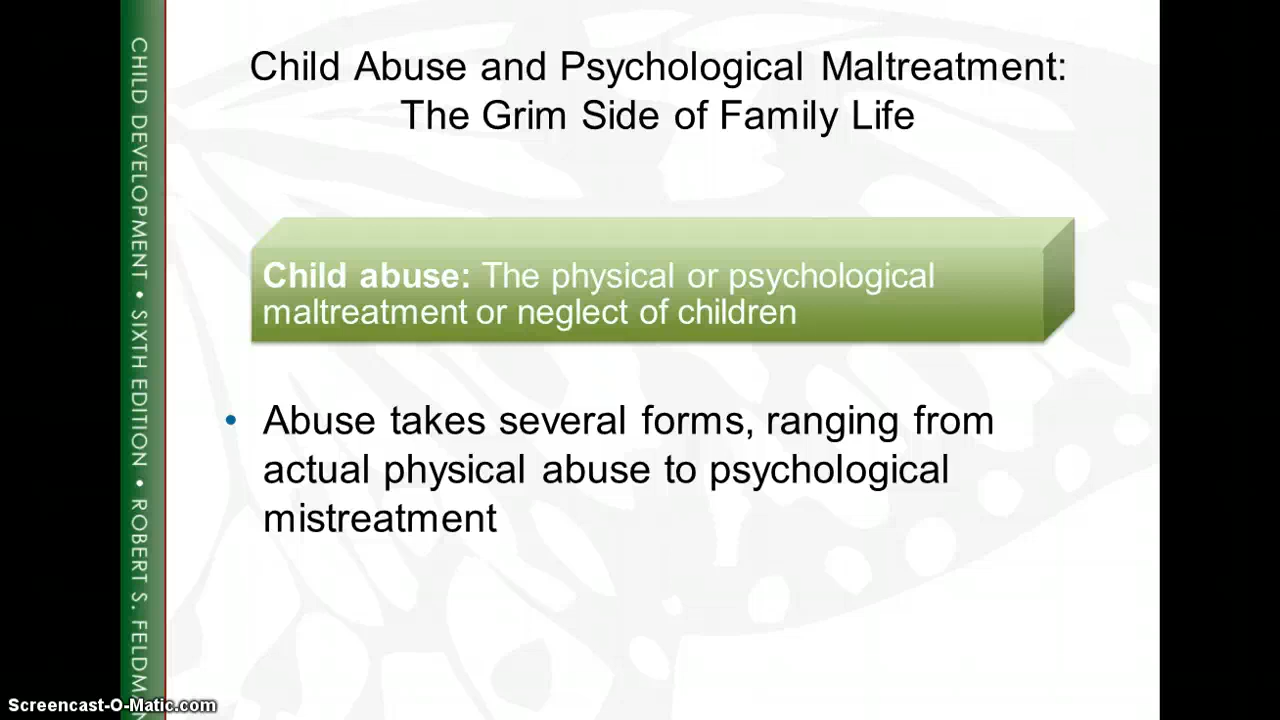 Child Abuse and Psychological Maltreatment:
The Grim Side of Family Life
Child abuse: The physical or psychological
maltreatment or neglect of children
• Abuse takes several forms, ranging from
actual physical abuse to psychological
mistreatment
CHILD DEVELOPMENT • SIXTH EDITION • ROBERT S. FELDMAN
Screencast-O-Matic.com